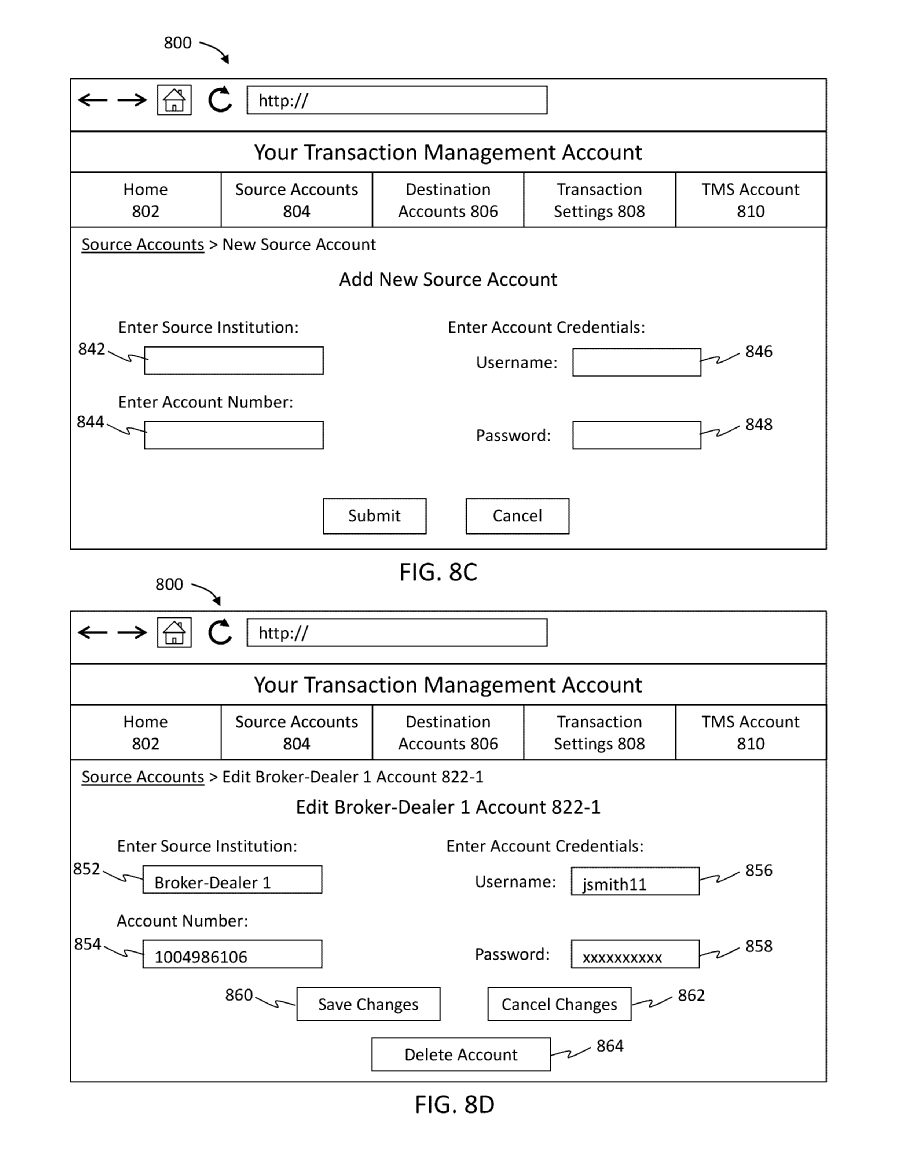 800
http://
Your Transaction Management Account
Home
802
Source Accounts
804
Destination
Accounts 806
Transaction
Settings 808
TMS Account
810
Source Accounts > New Source Account
Add New Source Account
Enter Source Institution:
842
Enter Account Number:
844
Enter Account Credentials:
Username:
846
Password:
848
Submit
Cancel
FIG. 8C
800
http://
Your Transaction Management Account
Home
802
Source Accounts
804
Destination
Accounts 806
Transaction
Settings 808
TMS Account
810
Source Accounts > Edit Broker-Dealer 1 Account 822-1
Edit Broker-Dealer 1 Account 822-1
Enter Source Institution:
852
Broker-Dealer 1
Account Number:
854
1004986106
Enter Account Credentials:
Username:
jsmith11
856
Password:
xxxxxxxxxx
858
860
Save Changes
Cancel Changes
862
Delete Account
864
FIG. 8D